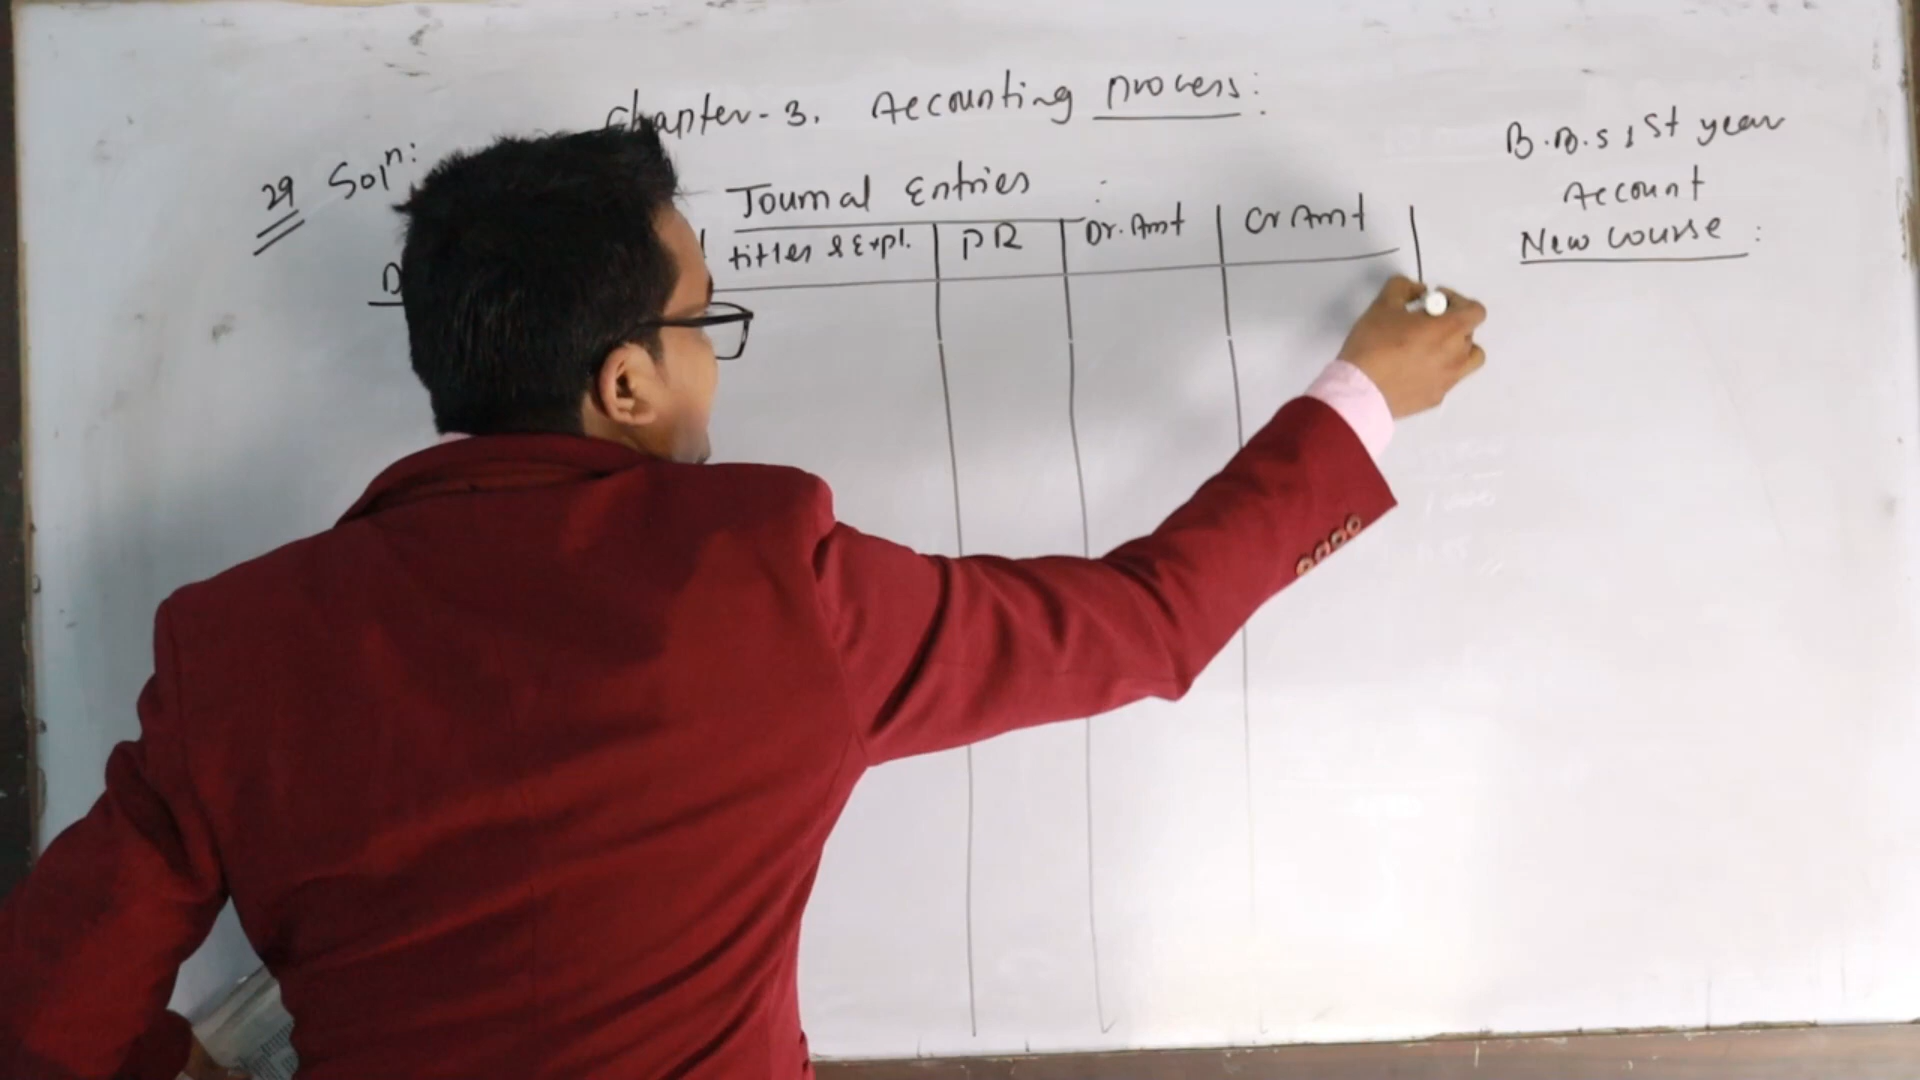 Chapter-3. Accounting process:
29 Solⁿ:
Journal Entries :
D
titles & Expl. PR Dr. Amt Cr Amt
B.B.S 1st year
Account
New course :